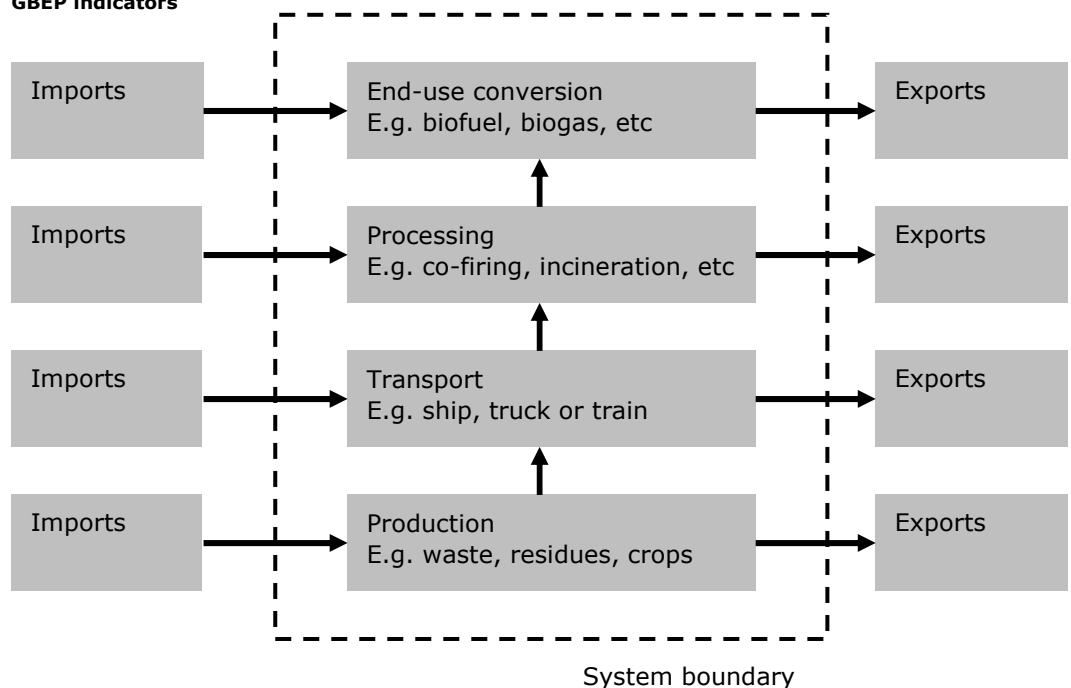 GBEP indicators
Imports
End-use conversion
E.g. biofuel, biogas, etc
Exports
Imports
Processing
E.g. co-firing, incineration, etc
Exports
Imports
Transport
E.g. ship, truck or train
Exports
Imports
Production
E.g. waste, residues, crops
Exports
System boundary